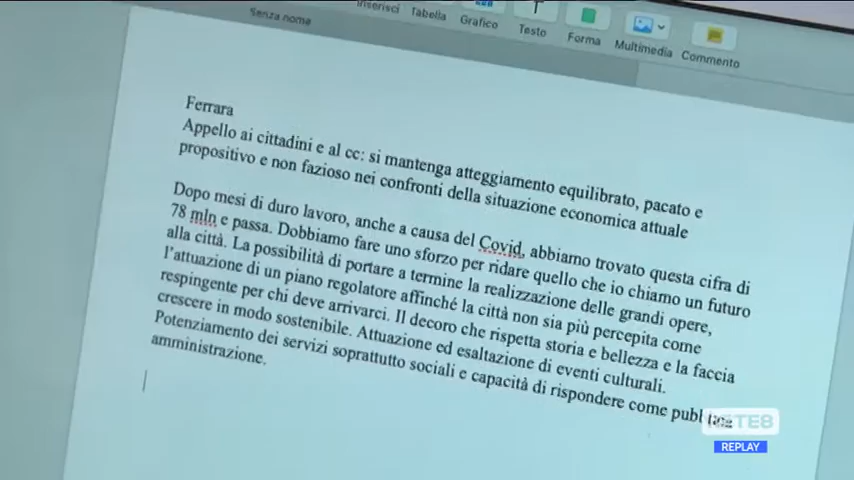 Senza nome
Inserisci
Tabella
Grafico
Testo
Forma
Multimedia
Commento
Ferrara
Appello ai cittadini e al cc: si mantenga atteggiamento equilibrato, pacato e
propositivo e non fazioso nei confronti della situazione economica attuale
Dopo mesi di duro lavoro, anche a causa del Covid, abbiamo trovato questa cifra di
78 mln e passa. Dobbiamo fare uno sforzo per ridare quello che io chiamo un futuro
alla città. La possibilità di portare a termine la realizzazione delle grandi opere,
l'attuazione di un piano regolatore affinché la città non sia più percepita come
respingente per chi deve arrivarci. Il decoro che rispetta storia e bellezza e la faccia
crescere in modo sostenibile. Attuazione ed esaltazione di eventi culturali.
Potenziamento dei servizi soprattutto sociali e capacità di rispondere come pubblica
amministrazione.
RETE8
REPLAY